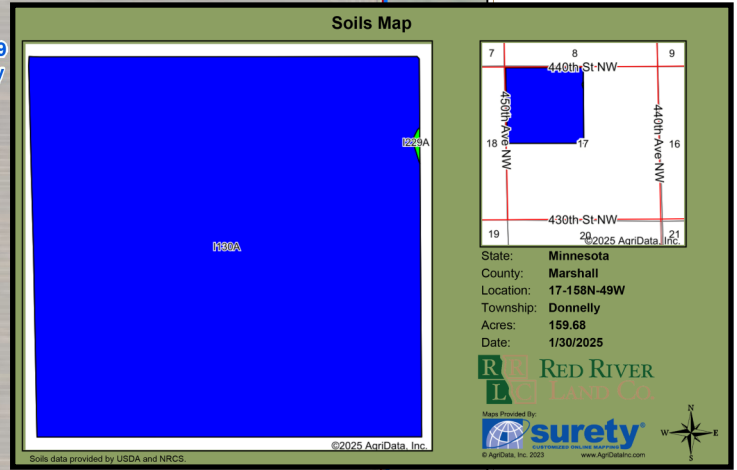 Soils Map
9
y
I229A
I130A
©2025 AgriData, Inc.
Soils data provided by USDA and NRCS.
7 8 9
440th St NW
450th Ave NW
440th Ave NW
18 17 16
430th St NW
19 20 21
©2025 AgriData, Inc.
State: Minnesota
County: Marshall
Location: 17-158N-49W
Township: Donnelly
Acres: 159.68
Date: 1/30/2025
R R
L C
RED RIVER
LAND CO.
Maps Provided By:
surety®
CUSTOMIZED ONLINE MAPPING
© AgriData, Inc. 2023 www.AgriDataInc.com
N
W E
S